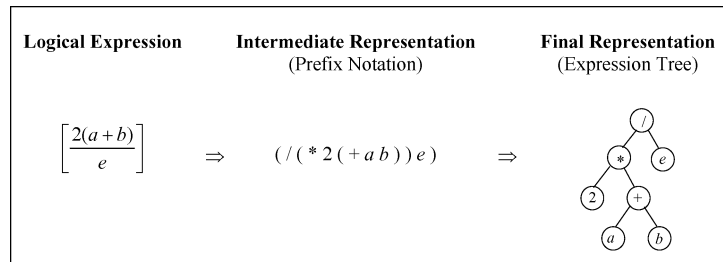 Logical Expression Intermediate Representation Final Representation
(Prefix Notation) (Expression Tree)
[2(a + b) / e] ⇒ ( / ( * 2 ( + a b ) ) e ) ⇒
/
* e
2 +
a b